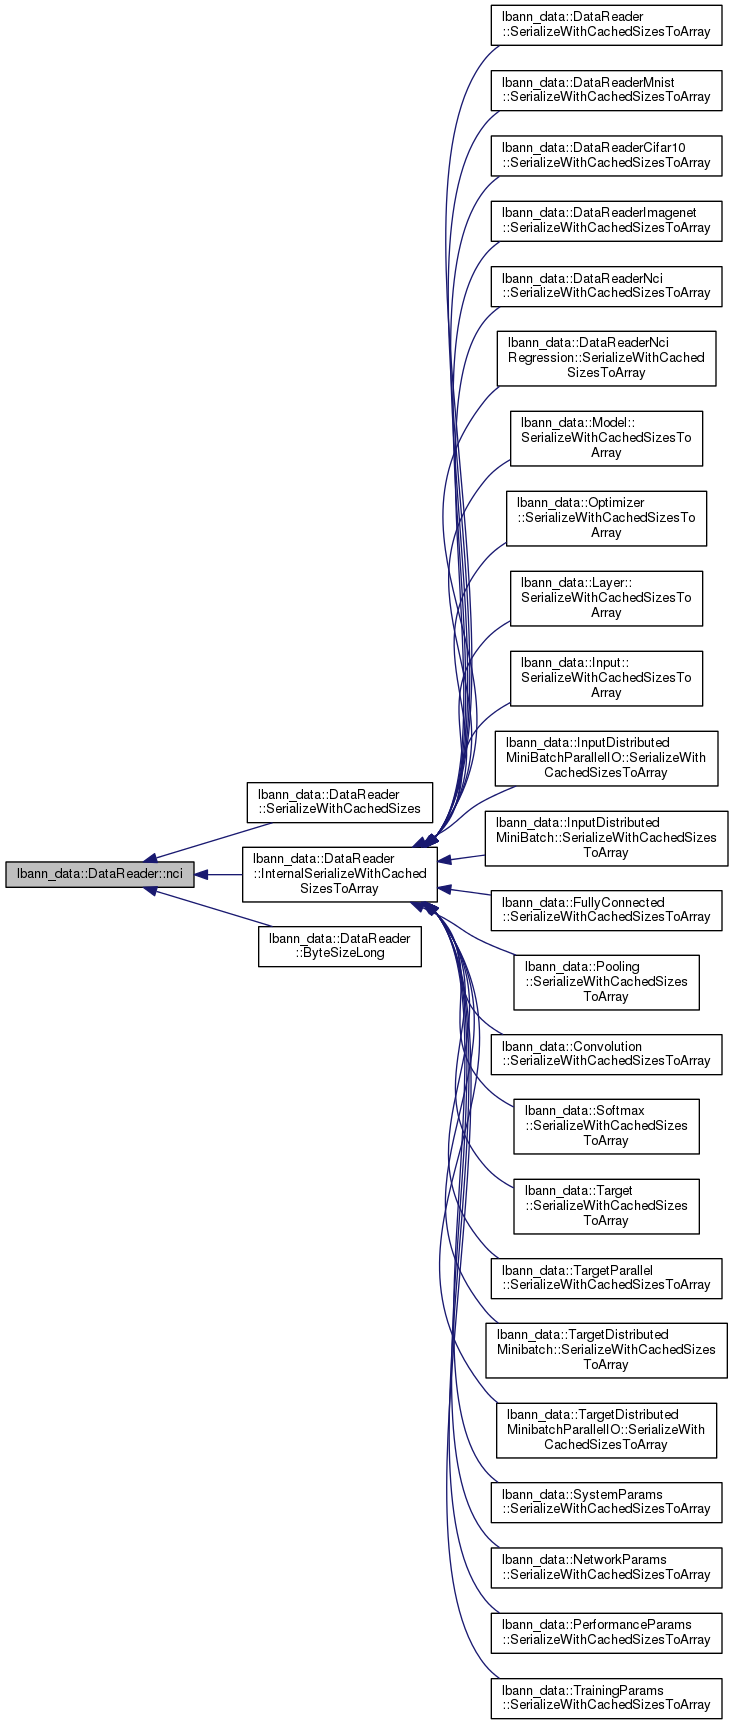 lbann_data::DataReader
::SerializeWithCachedSizesToArray
lbann_data::DataReaderMnist
::SerializeWithCachedSizesToArray
lbann_data::DataReaderCifar10
::SerializeWithCachedSizesToArray
lbann_data::DataReaderImagenet
::SerializeWithCachedSizesToArray
lbann_data::DataReaderNci
::SerializeWithCachedSizesToArray
lbann_data::DataReaderNci
Regression::SerializeWithCached
SizesToArray
lbann_data::Model::
SerializeWithCachedSizesTo
Array
lbann_data::Optimizer
::SerializeWithCachedSizesTo
Array
lbann_data::Layer::
SerializeWithCachedSizesTo
Array
lbann_data::Input::
SerializeWithCachedSizesTo
Array
lbann_data::InputDistributed
MiniBatchParallelIO::SerializeWith
CachedSizesToArray
lbann_data::DataReader
::SerializeWithCachedSizes
lbann_data::InputDistributed
MiniBatch::SerializeWithCachedSizes
ToArray
lbann_data::DataReader::nci
lbann_data::DataReader
::InternalSerializeWithCached
SizesToArray
lbann_data::FullyConnected
::SerializeWithCachedSizesToArray
lbann_data::DataReader
::ByteSizeLong
lbann_data::Pooling
::SerializeWithCachedSizes
ToArray
lbann_data::Convolution
::SerializeWithCachedSizesToArray
lbann_data::Softmax
::SerializeWithCachedSizes
ToArray
lbann_data::Target
::SerializeWithCachedSizes
ToArray
lbann_data::TargetParallel
::SerializeWithCachedSizesToArray
lbann_data::TargetDistributed
Minibatch::SerializeWithCachedSizes
ToArray
lbann_data::TargetDistributed
MinibatchParallelIO::SerializeWith
CachedSizesToArray
lbann_data::SystemParams
::SerializeWithCachedSizesToArray
lbann_data::NetworkParams
::SerializeWithCachedSizesToArray
lbann_data::PerformanceParams
::SerializeWithCachedSizesToArray
lbann_data::TrainingParams
::SerializeWithCachedSizesToArray